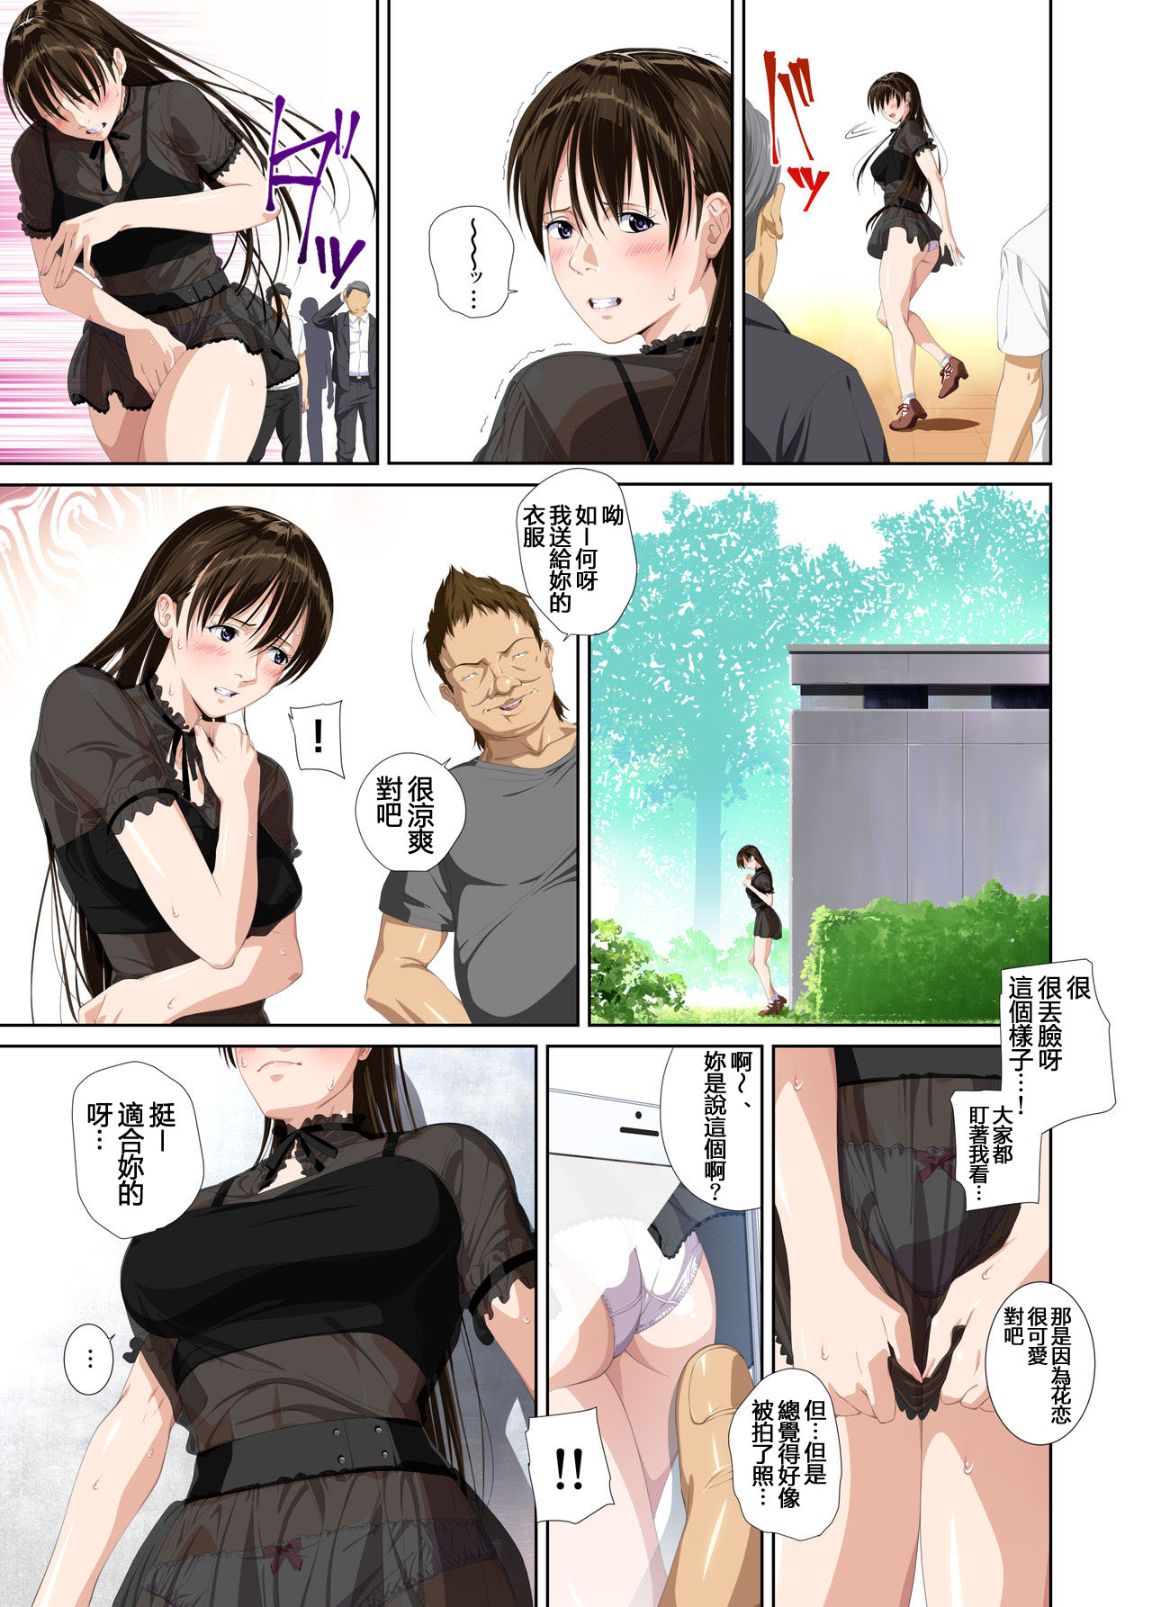 バッ
〜〜ッ…
バッ
呦
如—何呀
我送給妳的
衣服
很涼爽
對吧
！
很
很丟臉呀
這個樣子…！
大家都
盯著我看…
那是因為花恋
很可愛
對吧
但…但是
總覺得好像
被拍了照…
啊～、
妳是說這個啊？
！！
挺—
適合妳的
呀…
…